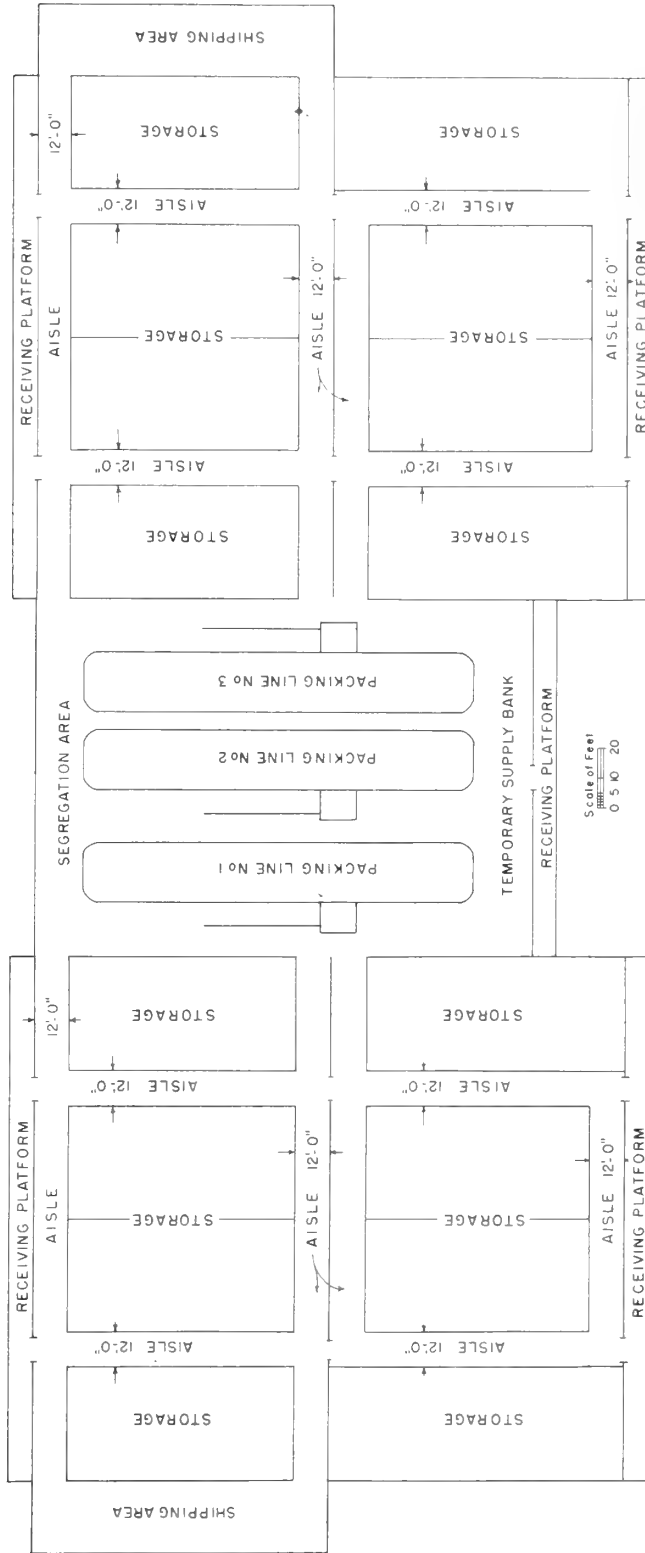 RECEIVING PLATFORM
RECEIVING PLATFORM
AISLE
12'-0"
SEGREGATION AREA
AISLE
12'-0"
SHIPPING AREA
STORAGE
AISLE 12'-0"
STORAGE
AISLE 12'-0"
STORAGE
PACKING LINE No 1
PACKING LINE No 2
PACKING LINE No 3
STORAGE
AISLE 12'-0"
STORAGE
AISLE 12'-0"
STORAGE
SHIPPING AREA
AISLE 12'-0"
AISLE 12'-0"
STORAGE
AISLE 12'-0"
STORAGE
AISLE 12'-0"
STORAGE
TEMPORARY SUPPLY BANK
RECEIVING PLATFORM
STORAGE
AISLE 12'-0"
STORAGE
AISLE 12'-0"
STORAGE
AISLE 12'-0"
AISLE 12'-0"
RECEIVING PLATFORM
Scale of Feet
0 5 10 20
RECEIVING PLATFORM